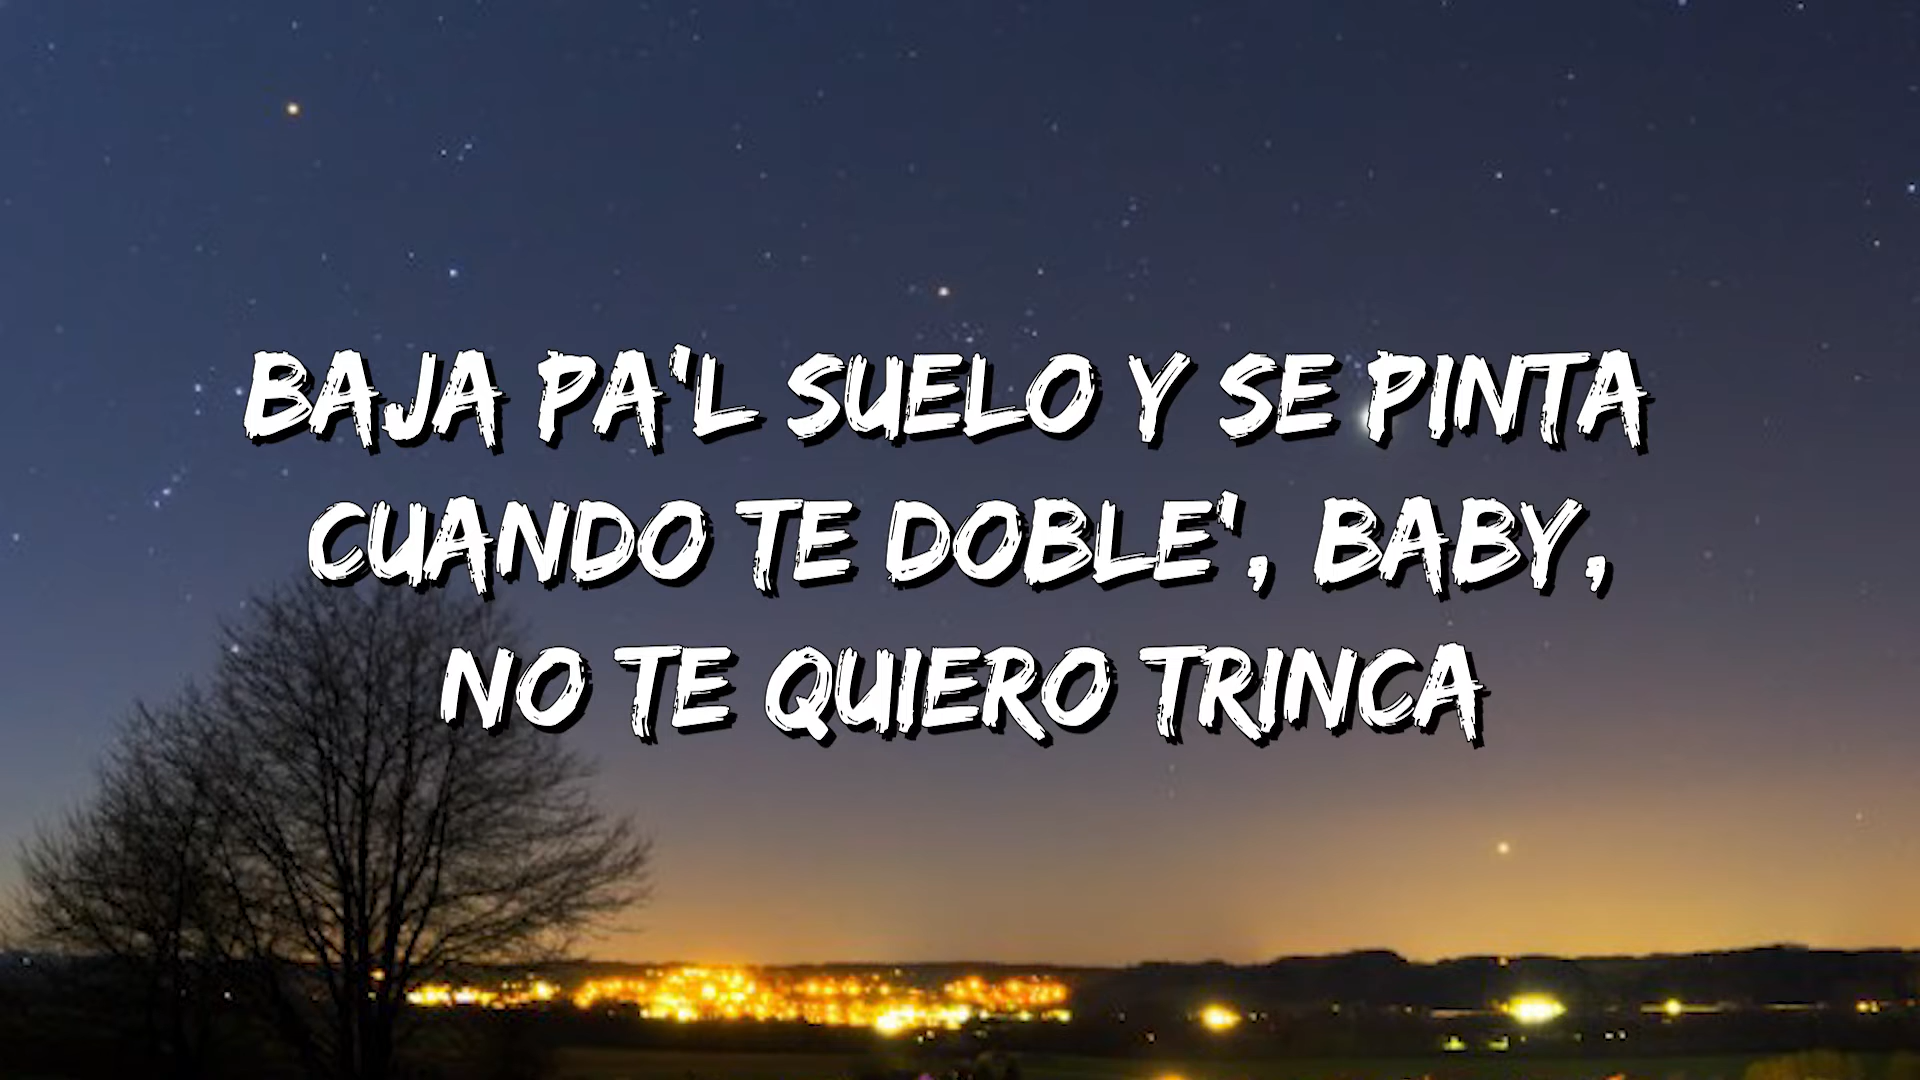 BAJA PA'L SUELO Y SE PINTA
CUANDO TE DOBLE', BABY,
NO TE QUIERO TRINCA